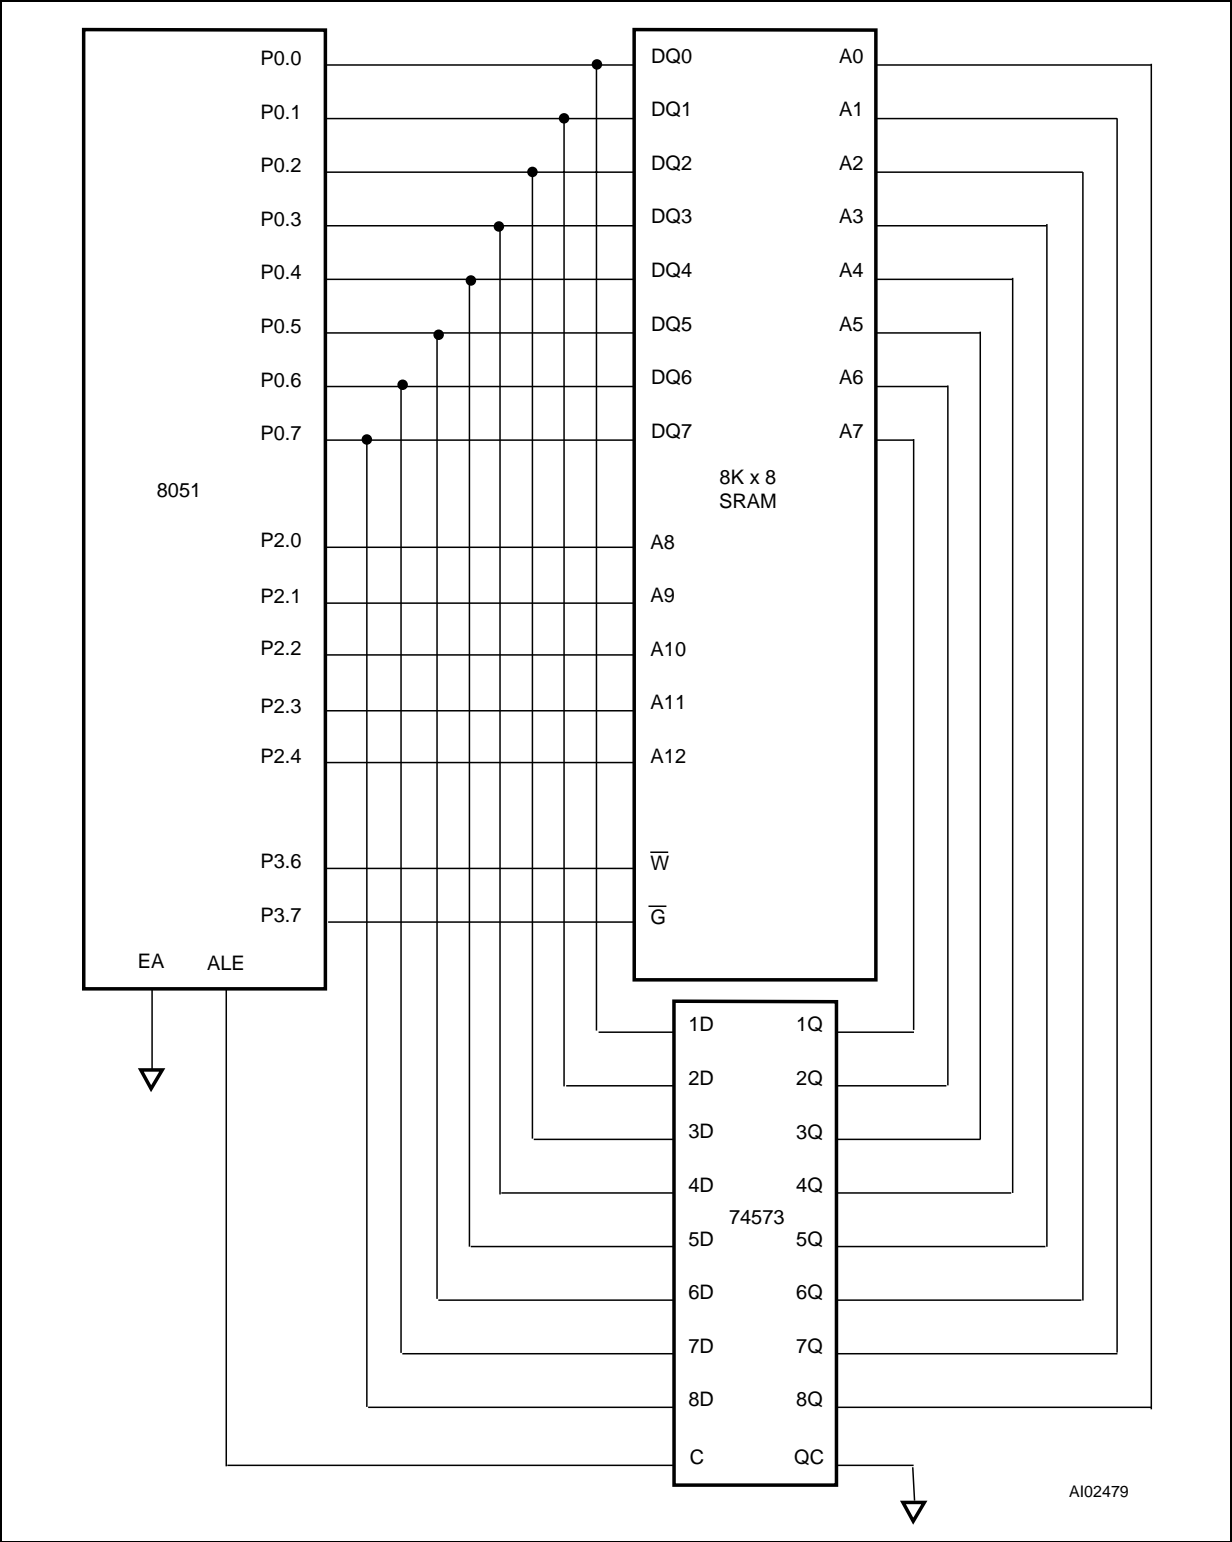 P0.0
P0.1
P0.2
P0.3
P0.4
P0.5
P0.6
P0.7
8051
P2.0
P2.1
P2.2
P2.3
P2.4
P3.6
P3.7
EA
ALE
DQ0
A0
DQ1
A1
DQ2
A2
DQ3
A3
DQ4
A4
DQ5
A5
DQ6
A6
DQ7
A7
8K x 8
SRAM
A8
A9
A10
A11
A12
W̅
G̅
1D
1Q
2D
2Q
3D
3Q
4D
4Q
74573
5D
5Q
6D
6Q
7D
7Q
8D
8Q
C
QC
AI02479